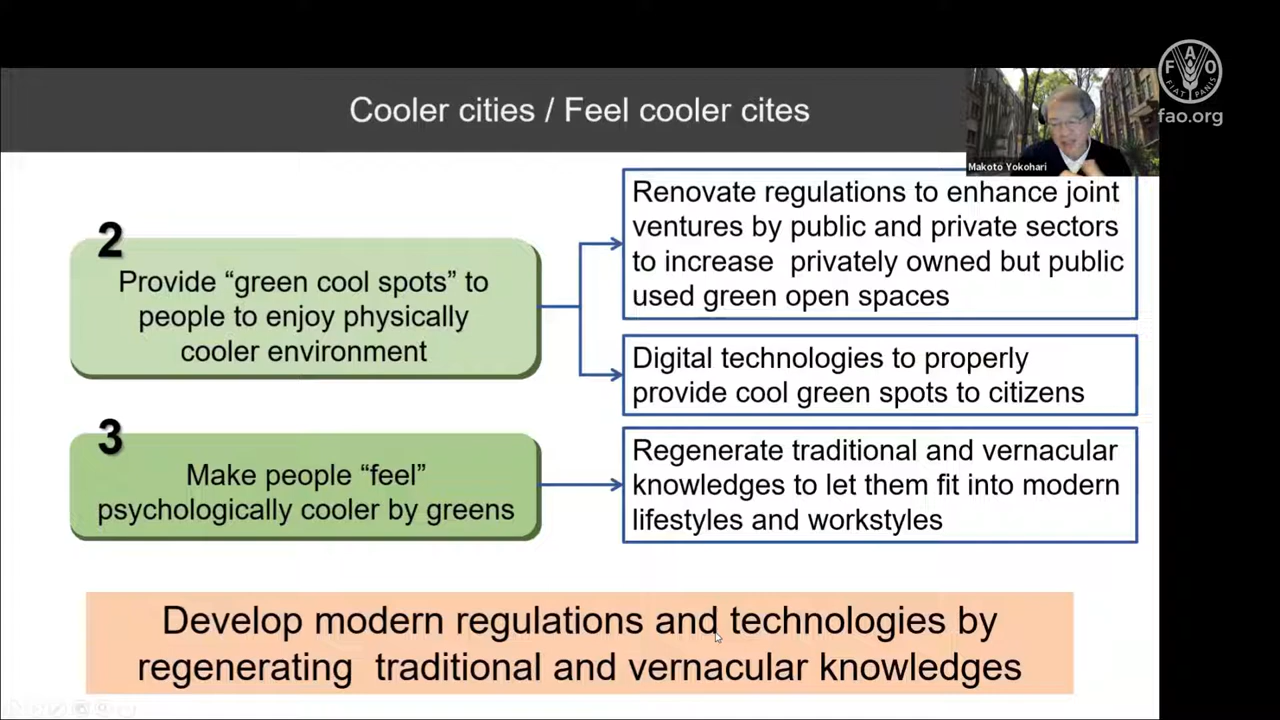 Cooler cities / Feel cooler cites
F A O
FIAT PANIS
fao.org
Makoto Yokohari
2
Provide “green cool spots” to
people to enjoy physically
cooler environment
Renovate regulations to enhance joint
ventures by public and private sectors
to increase privately owned but public
used green open spaces
Digital technologies to properly
provide cool green spots to citizens
3
Make people “feel”
psychologically cooler by greens
Regenerate traditional and vernacular
knowledges to let them fit into modern
lifestyles and workstyles
Develop modern regulations and technologies by
regenerating traditional and vernacular knowledges